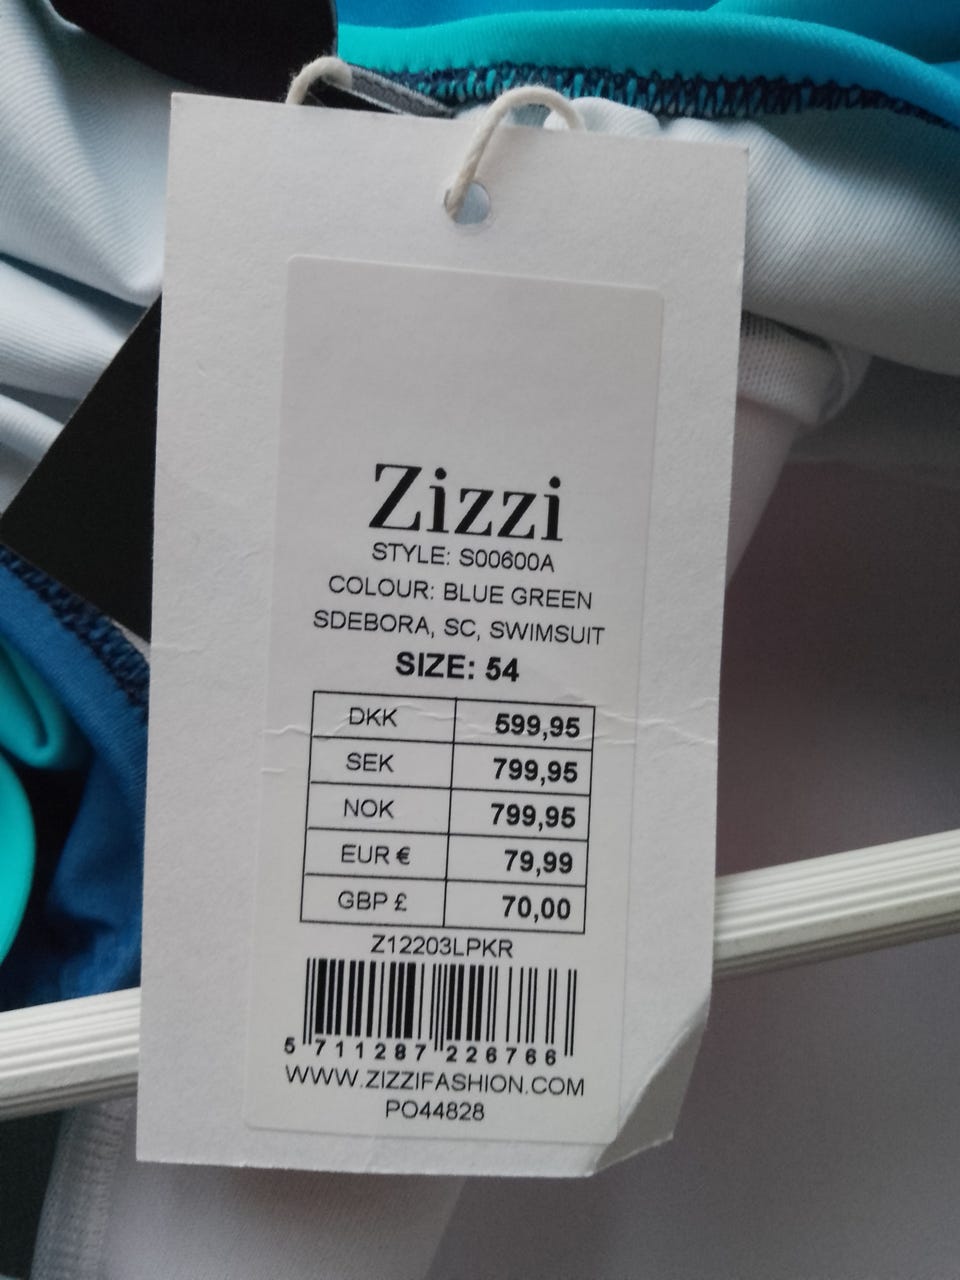 Zizzi
STYLE: S00600A
COLOUR: BLUE GREEN
SDEBORA, SC, SWIMSUIT
SIZE: 54
DKK 599,95
SEK 799,95
NOK 799,95
EUR € 79,99
GBP £ 70,00
Z12203LPKR
5 711287 226766
WWW.ZIZZIFASHION.COM
PO44828